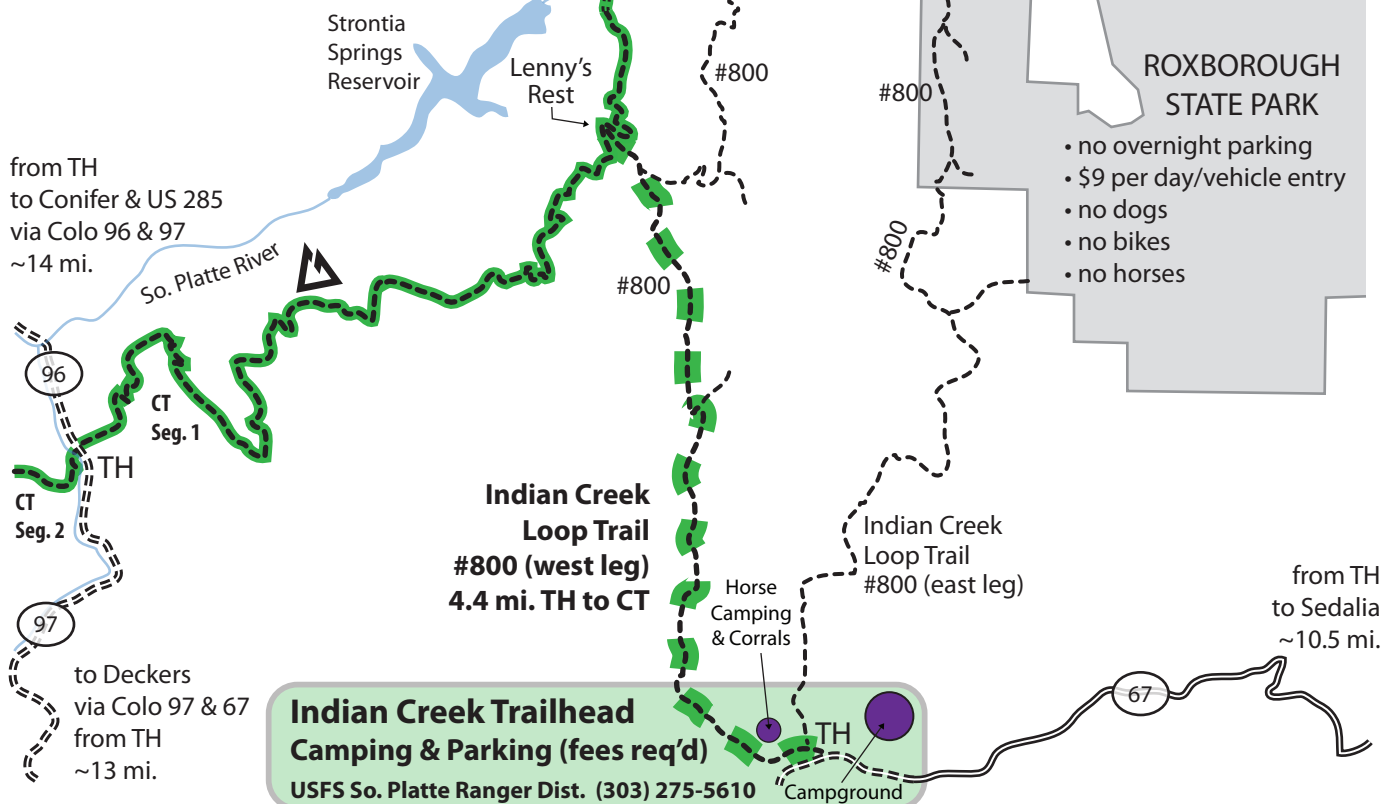 Strontia
Springs
Reservoir
Lenny's
Rest
#800
#800
ROXBOROUGH
STATE PARK
• no overnight parking
• $9 per day/vehicle entry
• no dogs
• no bikes
• no horses
from TH
to Conifer & US 285
via Colo 96 & 97
~14 mi.
So. Platte River
#800
#800
96
CT
Seg. 1
TH
CT
Seg. 2
Indian Creek
Loop Trail
#800 (west leg)
4.4 mi. TH to CT
Indian Creek
Loop Trail
#800 (east leg)
Horse
Camping
& Corrals
from TH
to Sedalia
~10.5 mi.
97
to Deckers
via Colo 97 & 67
from TH
~13 mi.
67
Indian Creek Trailhead
Camping & Parking (fees req'd)
USFS So. Platte Ranger Dist. (303) 275-5610
TH
Campground